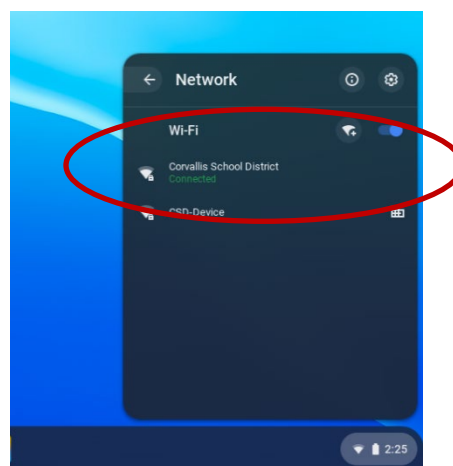 Network
Wi-Fi
Corvallis School District
Connected
CSD-Device
2:25